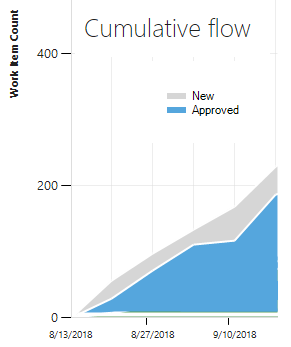 Cumulative flow
Work Item Count
400
New
Approved
200
0
8/13/2018 8/27/2018 9/10/2018